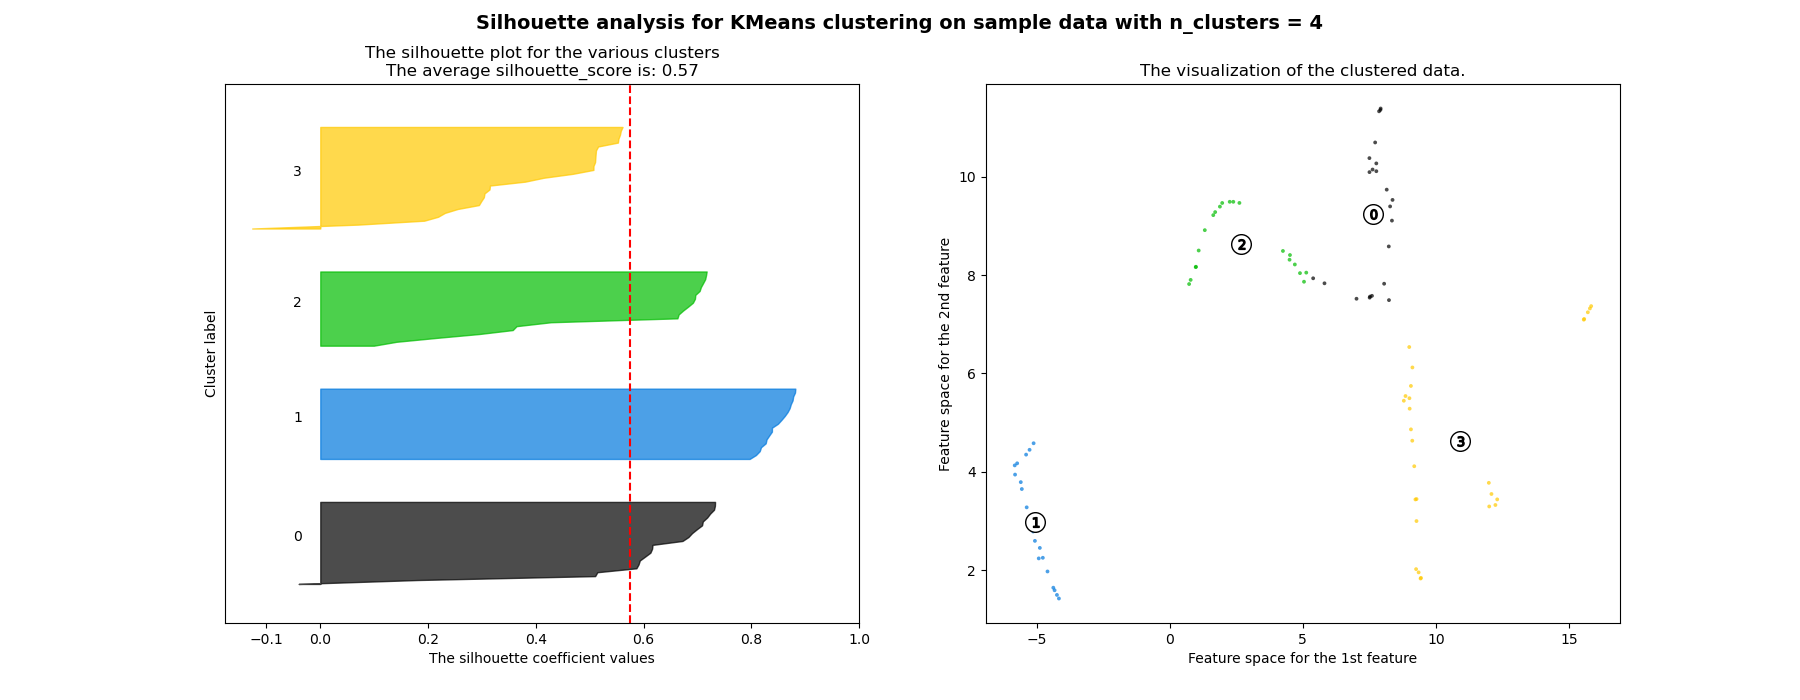 Silhouette analysis for KMeans clustering on sample data with n_clusters = 4
The silhouette plot for the various clusters
The average silhouette_score is: 0.57
3
2
1
0
Cluster label
−0.1 0.0 0.2 0.4 0.6 0.8 1.0
The silhouette coefficient values
The visualization of the clustered data.
10
8
6
4
2
Feature space for the 2nd feature
0
2
3
1
−5 0 5 10 15
Feature space for the 1st feature